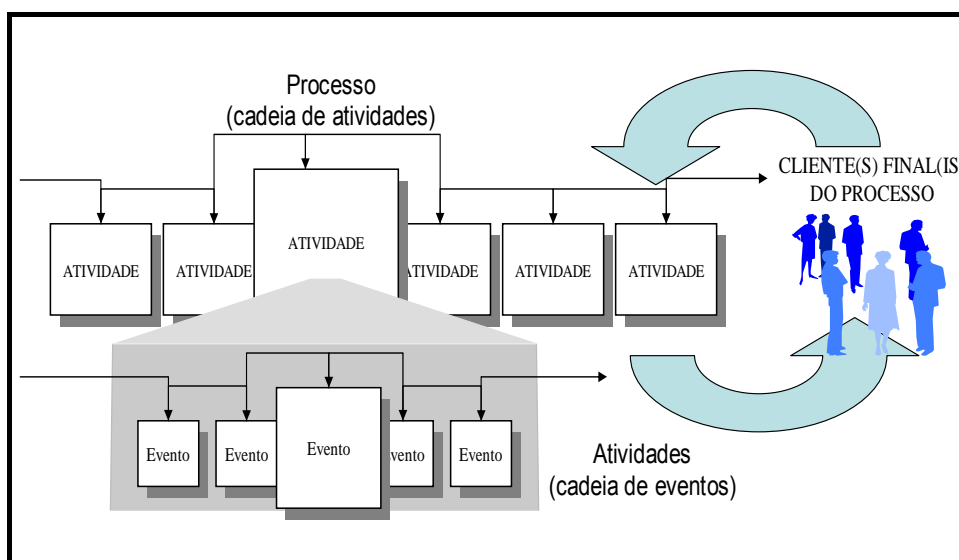 Processo
(cadeia de atividades)
CLIENTE(S) FINAL(IS
DO PROCESSO
ATIVIDADE
ATIVIDADE
ATIVIDADE
ATIVIDADE
ATIVIDADE
ATIVIDADE
Evento
Evento
Evento
Evento
Evento
Atividades
(cadeia de eventos)